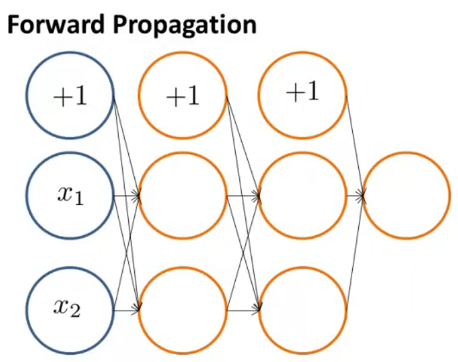 Forward Propagation
+1 +1 +1
x₁
x₂